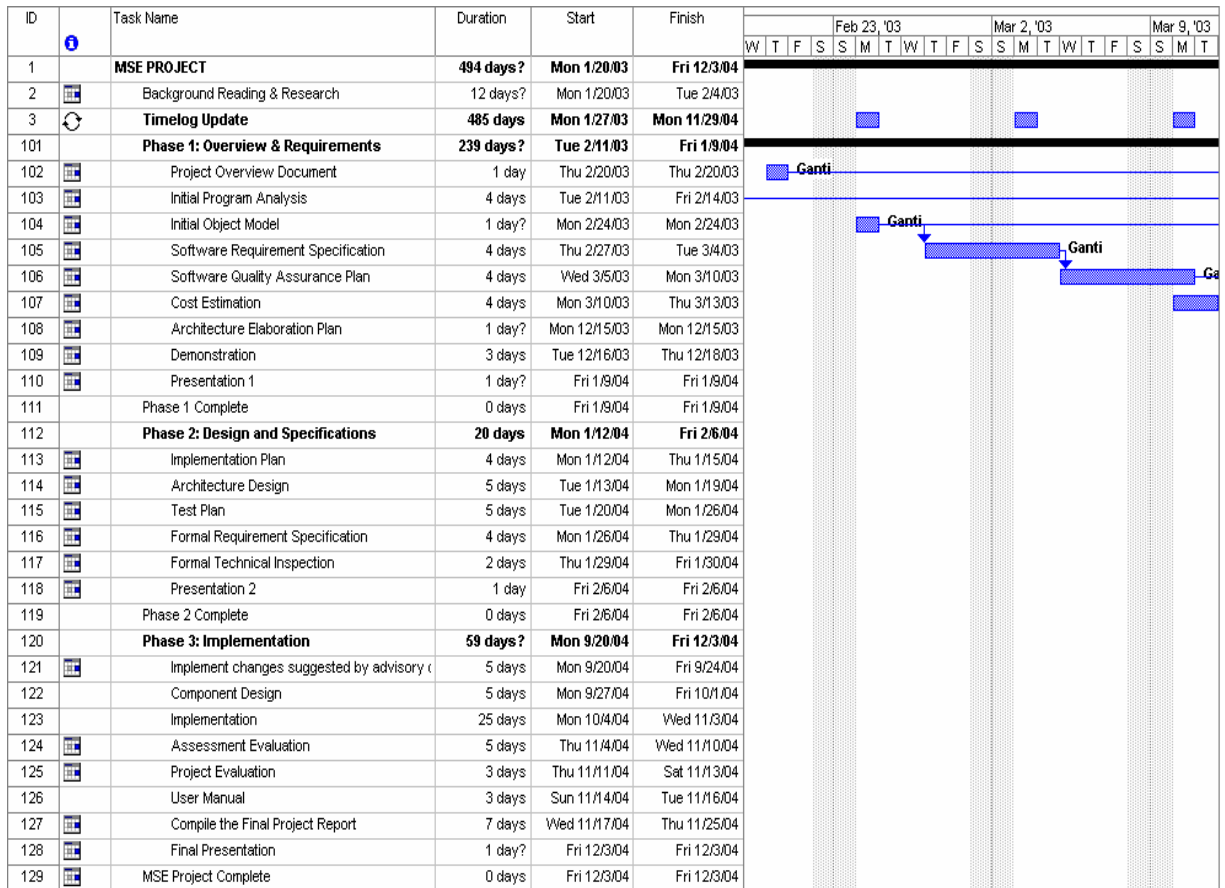 ID Task Name Duration Start Finish
Feb 23, '03 Mar 2, '03 Mar 9, '03
W T F S S M T W T F S S M T W T F S S M T
1 MSE PROJECT 494 days? Mon 1/20/03 Fri 12/3/04
2 Background Reading & Research 12 days? Mon 1/20/03 Tue 2/4/03
3 Timelog Update 485 days Mon 1/27/03 Mon 11/29/04
101 Phase 1: Overview & Requirements 239 days? Tue 2/11/03 Fri 1/9/04
102 Project Overview Document 1 day Thu 2/20/03 Thu 2/20/03 Ganti
103 Initial Program Analysis 4 days Tue 2/11/03 Fri 2/14/03
104 Initial Object Model 1 day? Mon 2/24/03 Mon 2/24/03 Ganti
105 Software Requirement Specification 4 days Thu 2/27/03 Tue 3/4/03 Ganti
106 Software Quality Assurance Plan 4 days Wed 3/5/03 Mon 3/10/03 Ga
107 Cost Estimation 4 days Mon 3/10/03 Thu 3/13/03
108 Architecture Elaboration Plan 1 day? Mon 12/15/03 Mon 12/15/03
109 Demonstration 3 days Tue 12/16/03 Thu 12/18/03
110 Presentation 1 1 day? Fri 1/9/04 Fri 1/9/04
111 Phase 1 Complete 0 days Fri 1/9/04 Fri 1/9/04
112 Phase 2: Design and Specifications 20 days Mon 1/12/04 Fri 2/6/04
113 Implementation Plan 4 days Mon 1/12/04 Thu 1/15/04
114 Architecture Design 5 days Tue 1/13/04 Mon 1/19/04
115 Test Plan 5 days Tue 1/20/04 Mon 1/26/04
116 Formal Requirement Specification 4 days Mon 1/26/04 Thu 1/29/04
117 Formal Technical Inspection 2 days Thu 1/29/04 Fri 1/30/04
118 Presentation 2 1 day Fri 2/6/04 Fri 2/6/04
119 Phase 2 Complete 0 days Fri 2/6/04 Fri 2/6/04
120 Phase 3: Implementation 59 days? Mon 9/20/04 Fri 12/3/04
121 Implement changes suggested by advisory 5 days Mon 9/20/04 Fri 9/24/04
122 Component Design 5 days Mon 9/27/04 Fri 10/1/04
123 Implementation 25 days Mon 10/4/04 Wed 11/3/04
124 Assessment Evaluation 5 days Thu 11/4/04 Wed 11/10/04
125 Project Evaluation 3 days Thu 11/11/04 Sat 11/13/04
126 User Manual 3 days Sun 11/14/04 Tue 11/16/04
127 Compile the Final Project Report 7 days Wed 11/17/04 Thu 11/25/04
128 Final Presentation 1 day? Fri 12/3/04 Fri 12/3/04
129 MSE Project Complete 0 days Fri 12/3/04 Fri 12/3/04